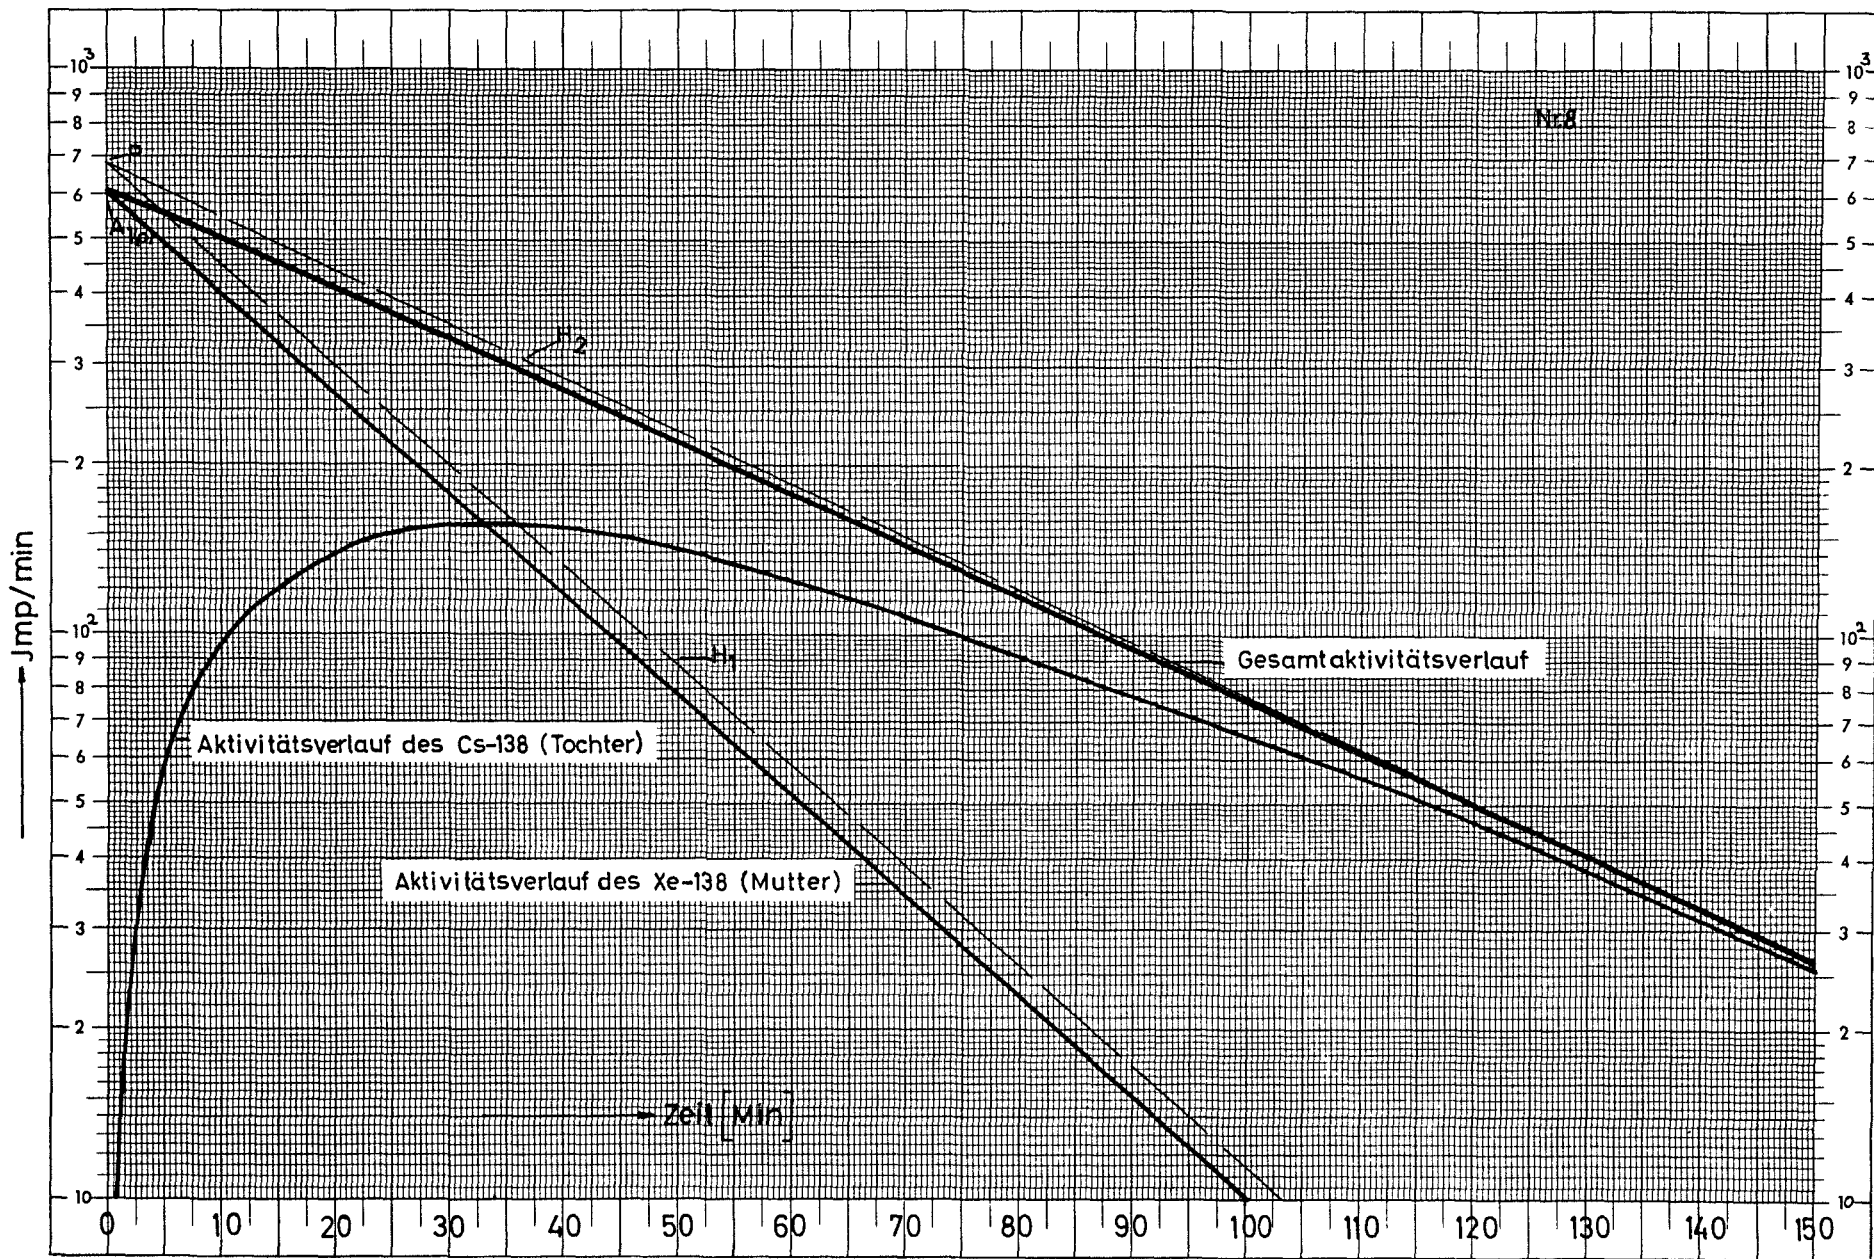 10³ 10³
9 9
8 Nr.8 8
7 a 7
6 6
5 A₁(0) 5
4 4
H₂
3 3
2 2
Jmp/min
10² 10²
9 H₁ Gesamtaktivitätsverlauf 9
8 8
7 7
Aktivitätsverlauf des Cs-138 (Tochter)
6 6
5 5
4 4
Aktivitätsverlauf des Xe-138 (Mutter)
3 3
2 2
Zeit [Min]
10 10
0 10 20 30 40 50 60 70 80 90 100 110 120 130 140 150